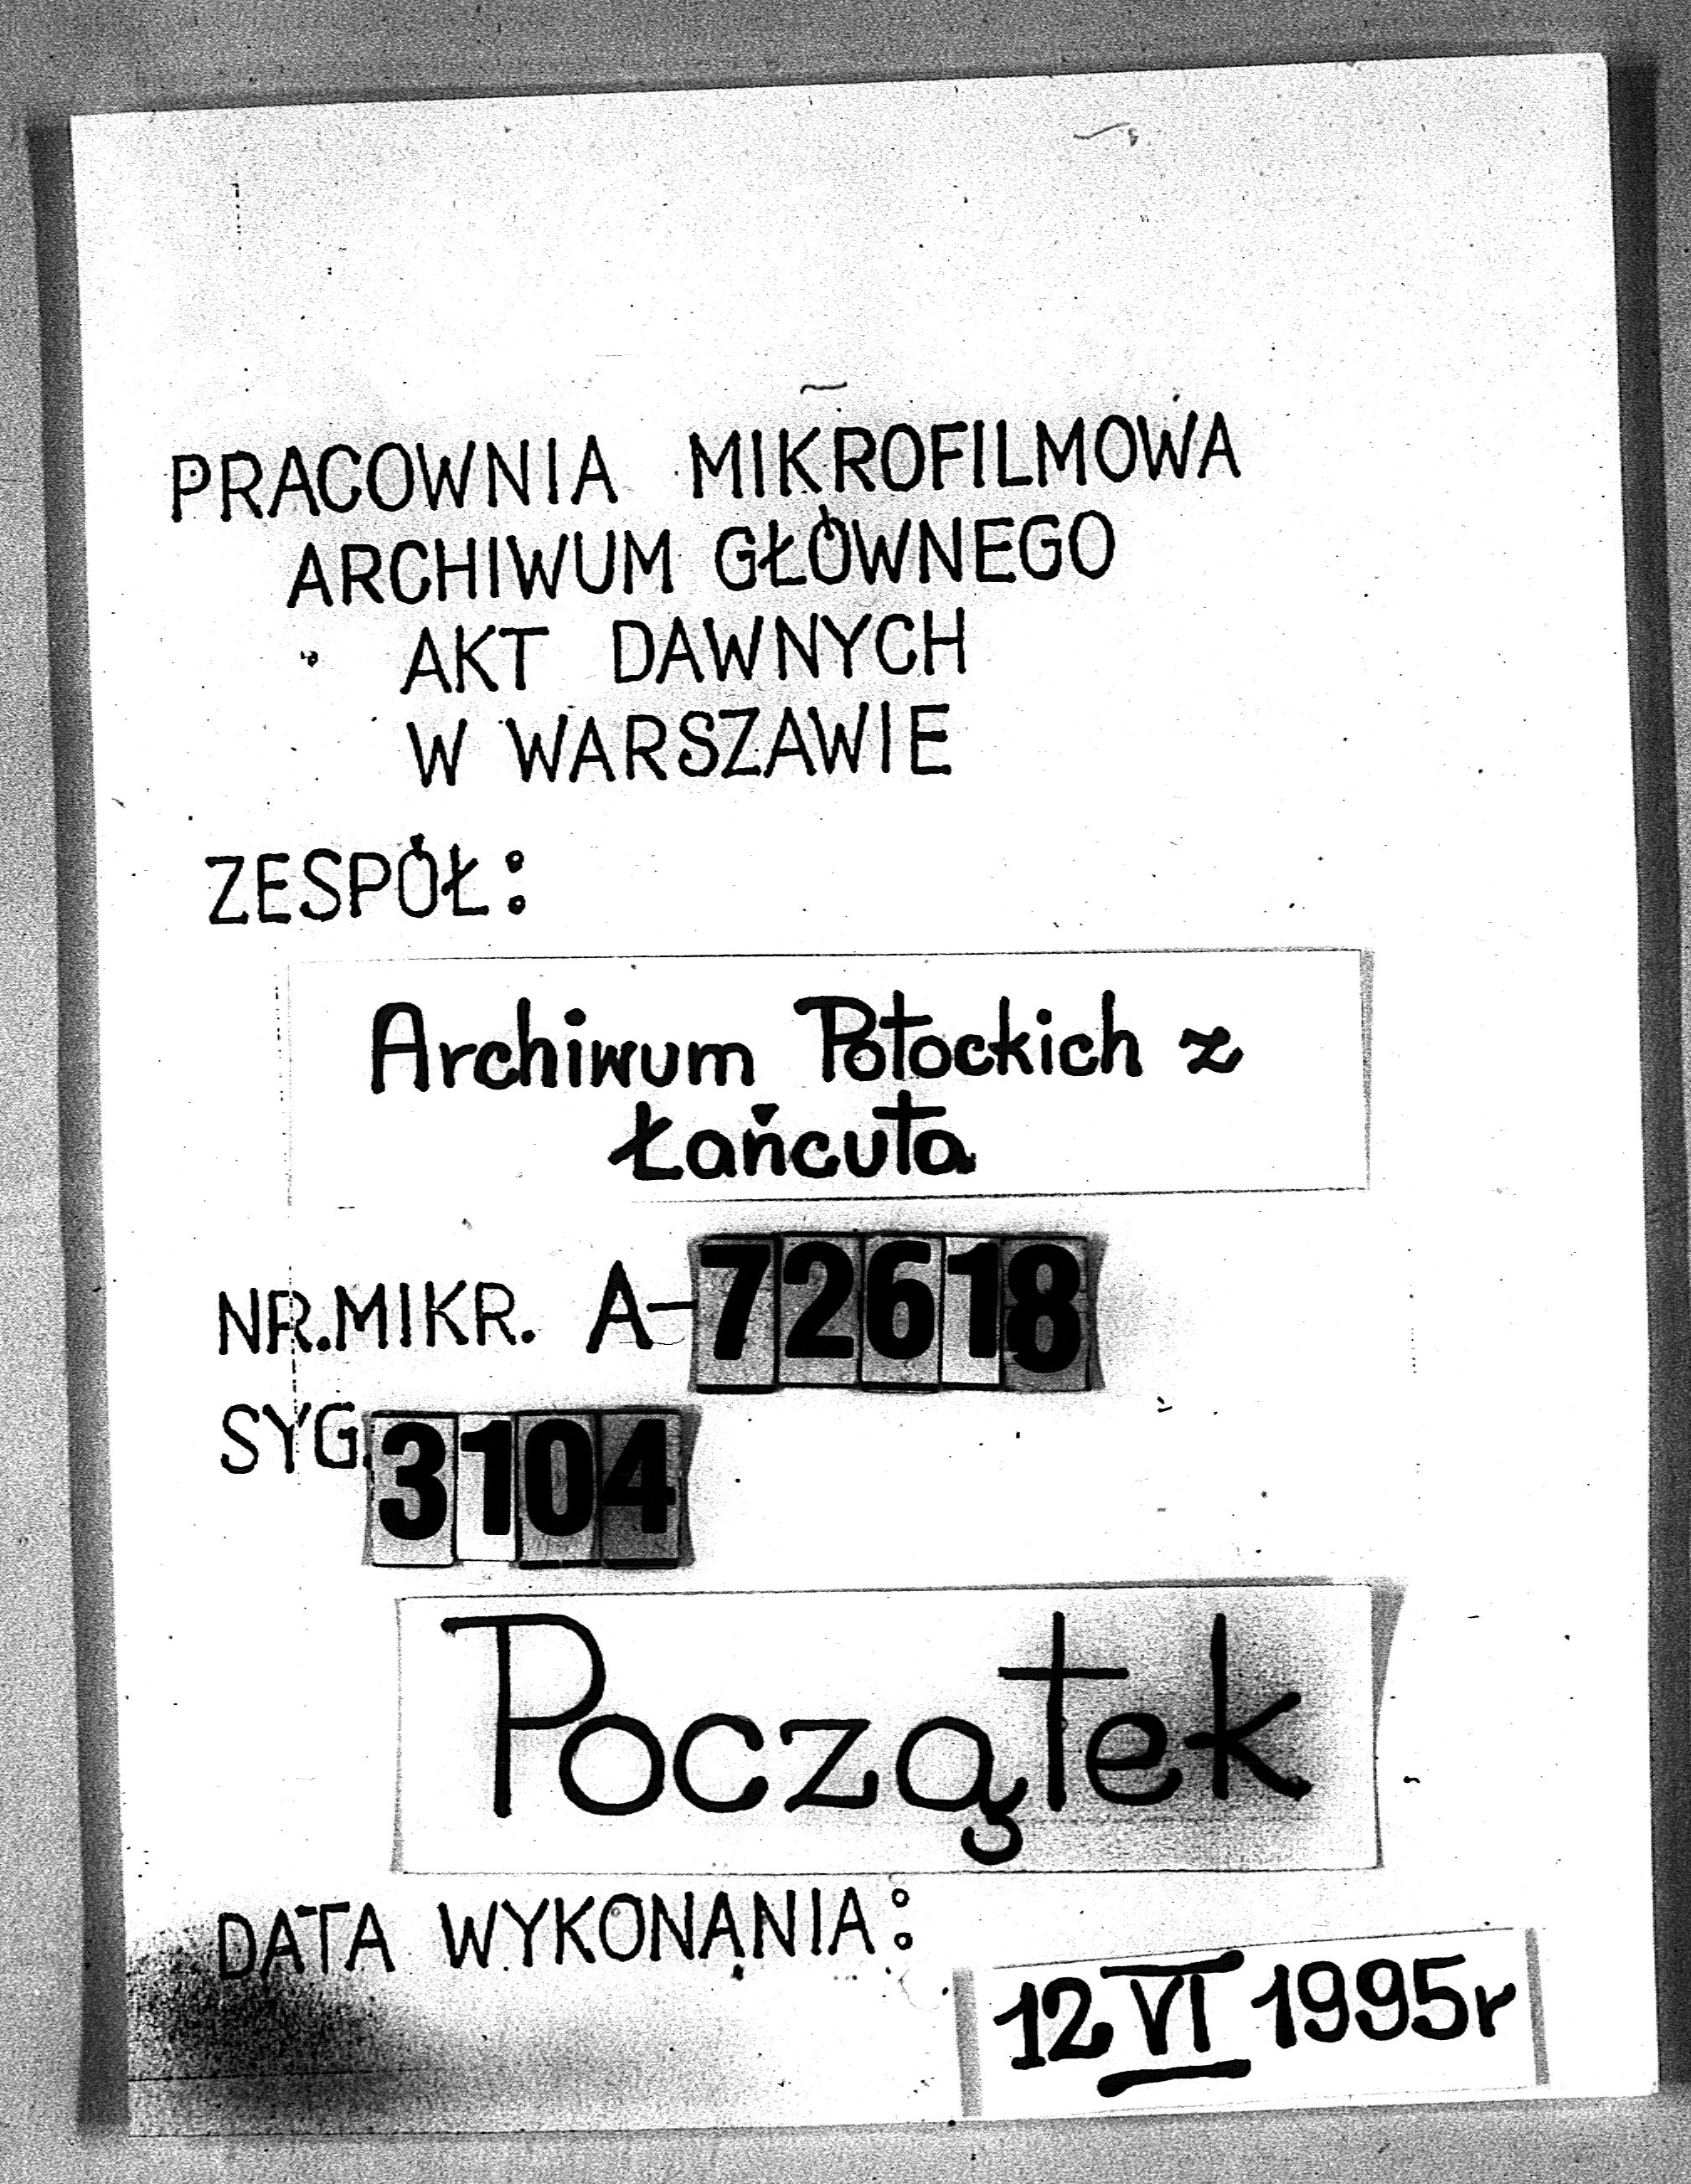 PRACOWNIA MIKROFILMOWA
ARCHIWUM GŁÓWNEGO
AKT DAWNYCH
W WARSZAWIE
ZESPÓŁ:
Archiwum Potockich z
Łańcuta
NR.MIKR. A-72618
SYG. 3104
Początek
DATA WYKONANIA:
12 VI 1995r